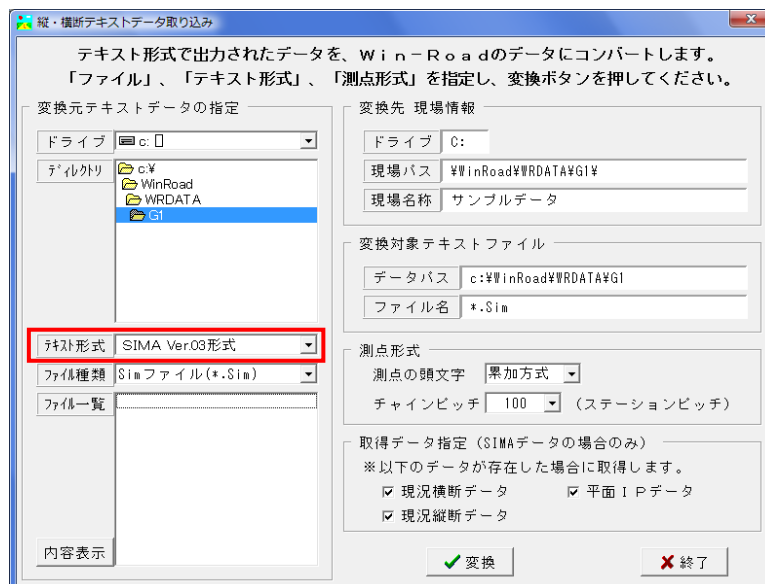 縦・横断テキストデータ取り込み
テキスト形式で出力されたデータを、Ｗｉｎ－Ｒｏａｄのデータにコンバートします。
「ファイル」、「テキスト形式」、「測点形式」を指定し、変換ボタンを押してください。
変換元テキストデータの指定
ドライブ c: []
ﾃﾞｨﾚｸﾄﾘ c:¥
WinRoad
WRDATA
G1
ﾃｷｽﾄ形式 SIMA Ver.03形式
ﾌｧｲﾙ種類 Simファイル(*.Sim)
ﾌｧｲﾙ一覧
内容表示
変換先 現場情報
ドライブ C:
現場パス ¥WinRoad¥WRDATA¥G1¥
現場名称 サンプルデータ
変換対象テキストファイル
データパス c:¥WinRoad¥WRDATA¥G1
ファイル名 *.Sim
測点形式
測点の頭文字 累加方式
チャインピッチ 100 (ステーションピッチ)
取得データ指定（SIMAデータの場合のみ）
※以下のデータが存在した場合に取得します。
現況横断データ 平面ＩＰデータ
現況縦断データ
変換 終了